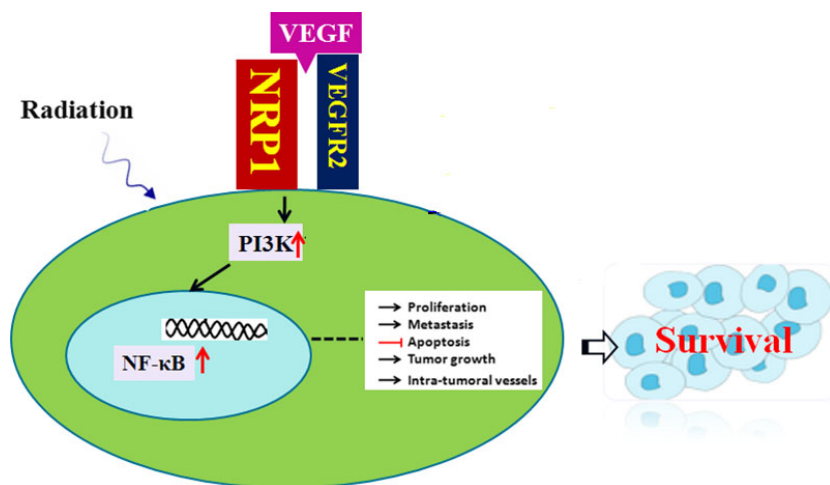 VEGF
NRP1
VEGFR2
Radiation
PI3K
NF-κB
Proliferation
Metastasis
Apoptosis
Tumor growth
Intra-tumoral vessels
Survival